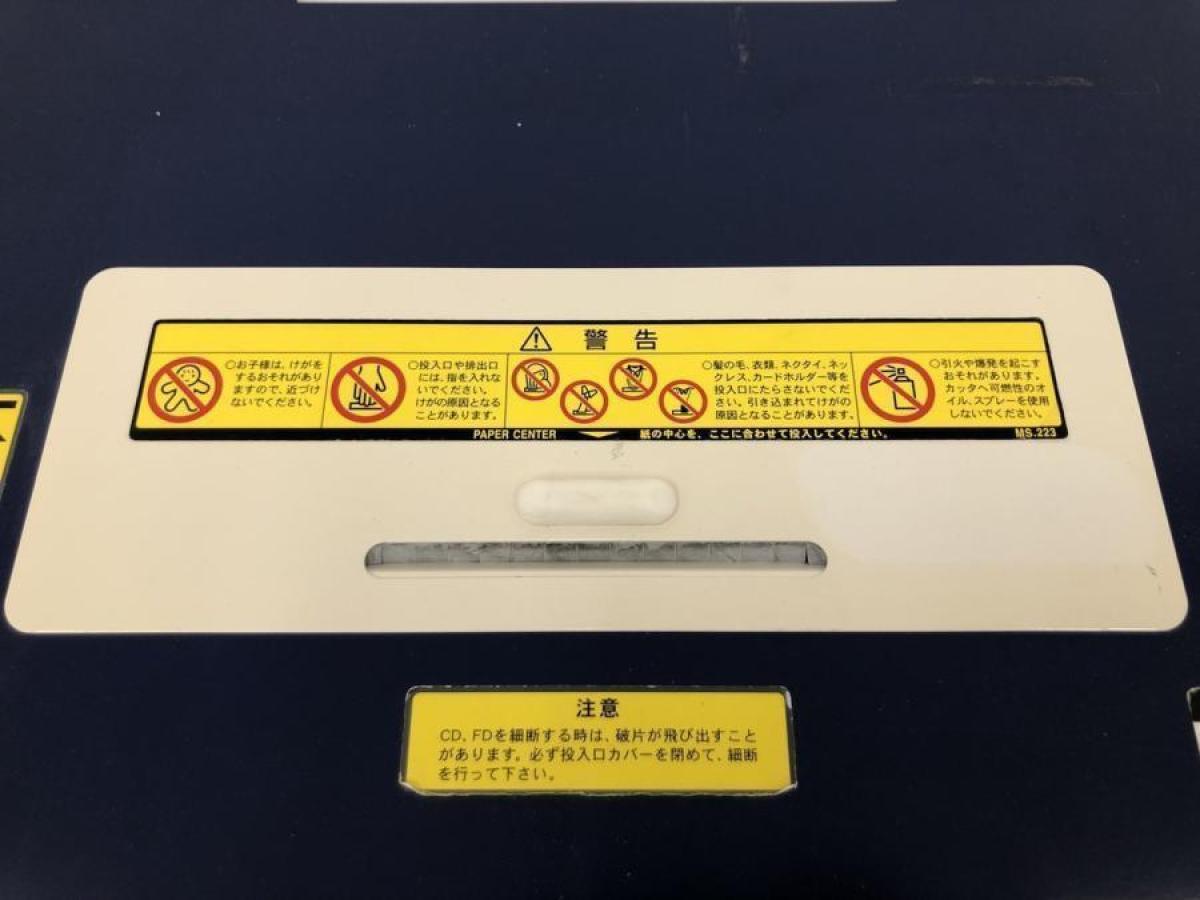 警告
○お子様は、けがを
するおそれがあり
ますので、近づけ
ないでください。
○投入口や排出口
には、指を入れな
いでください。
けがの原因となる
ことがあります。
○髪の毛、衣類、ネクタイ、ネッ
クレス、カードホルダー等を
投入口にたらさないでくだ
さい。引き込まれてけがの
原因となることがあります。
○引火や爆発を起こす
おそれがあります。
カッタへ可燃性のオ
イル、スプレーを使用
しないでください。
PAPER CENTER 紙の中心を、ここに合わせて投入してください。 MS.223
注意
CD、FDを細断する時は、破片が飛び出すこと
があります。必ず投入口カバーを閉めて、細断
を行って下さい。